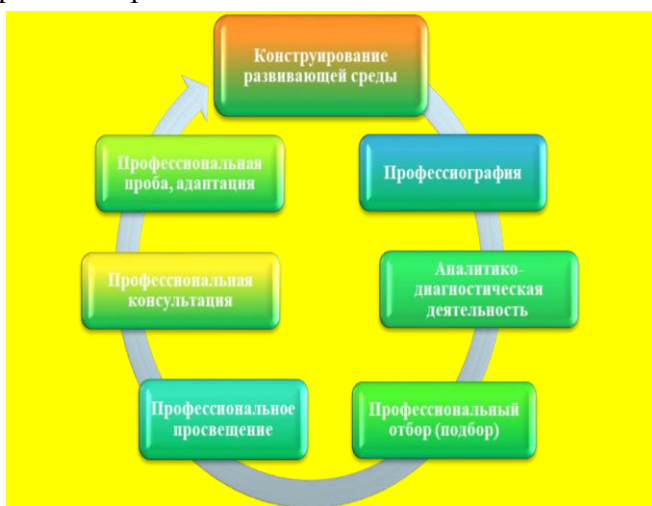 Конструирование
развивающей среды
Профессиография
Аналитико-
диагностическая
деятельность
Профессиональный
отбор (подбор)
Профессиональное
просвещение
Профессиональная
консультация
Профессиональная
проба, адаптация